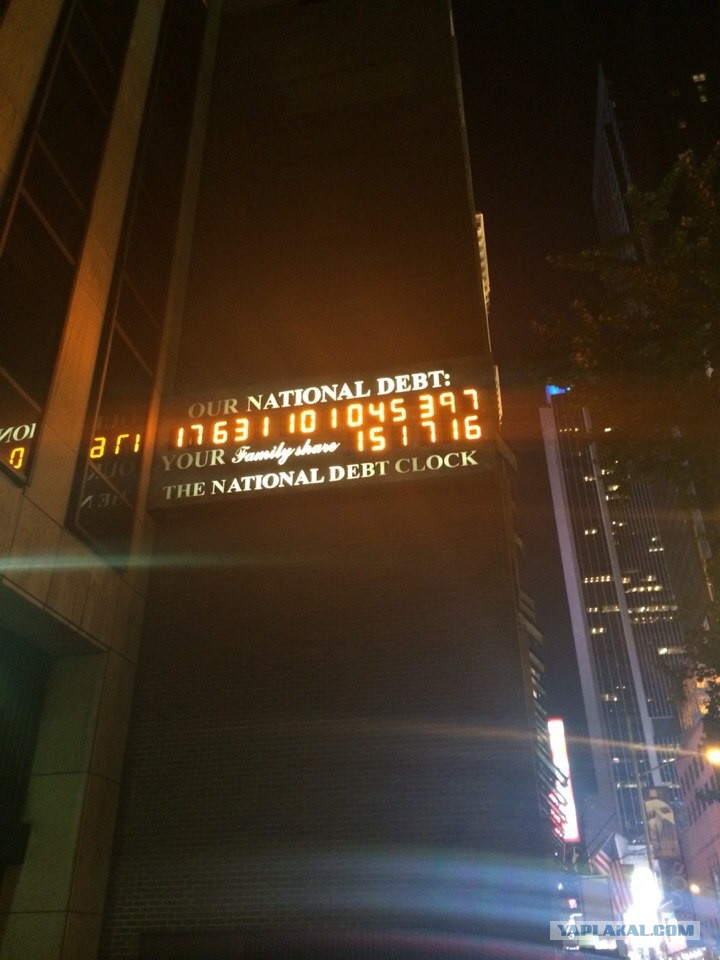 OUR NATIONAL DEBT:
17631101045397
YOUR Family share 151716
THE NATIONAL DEBT CLOCK
YAPLAKAL.COM